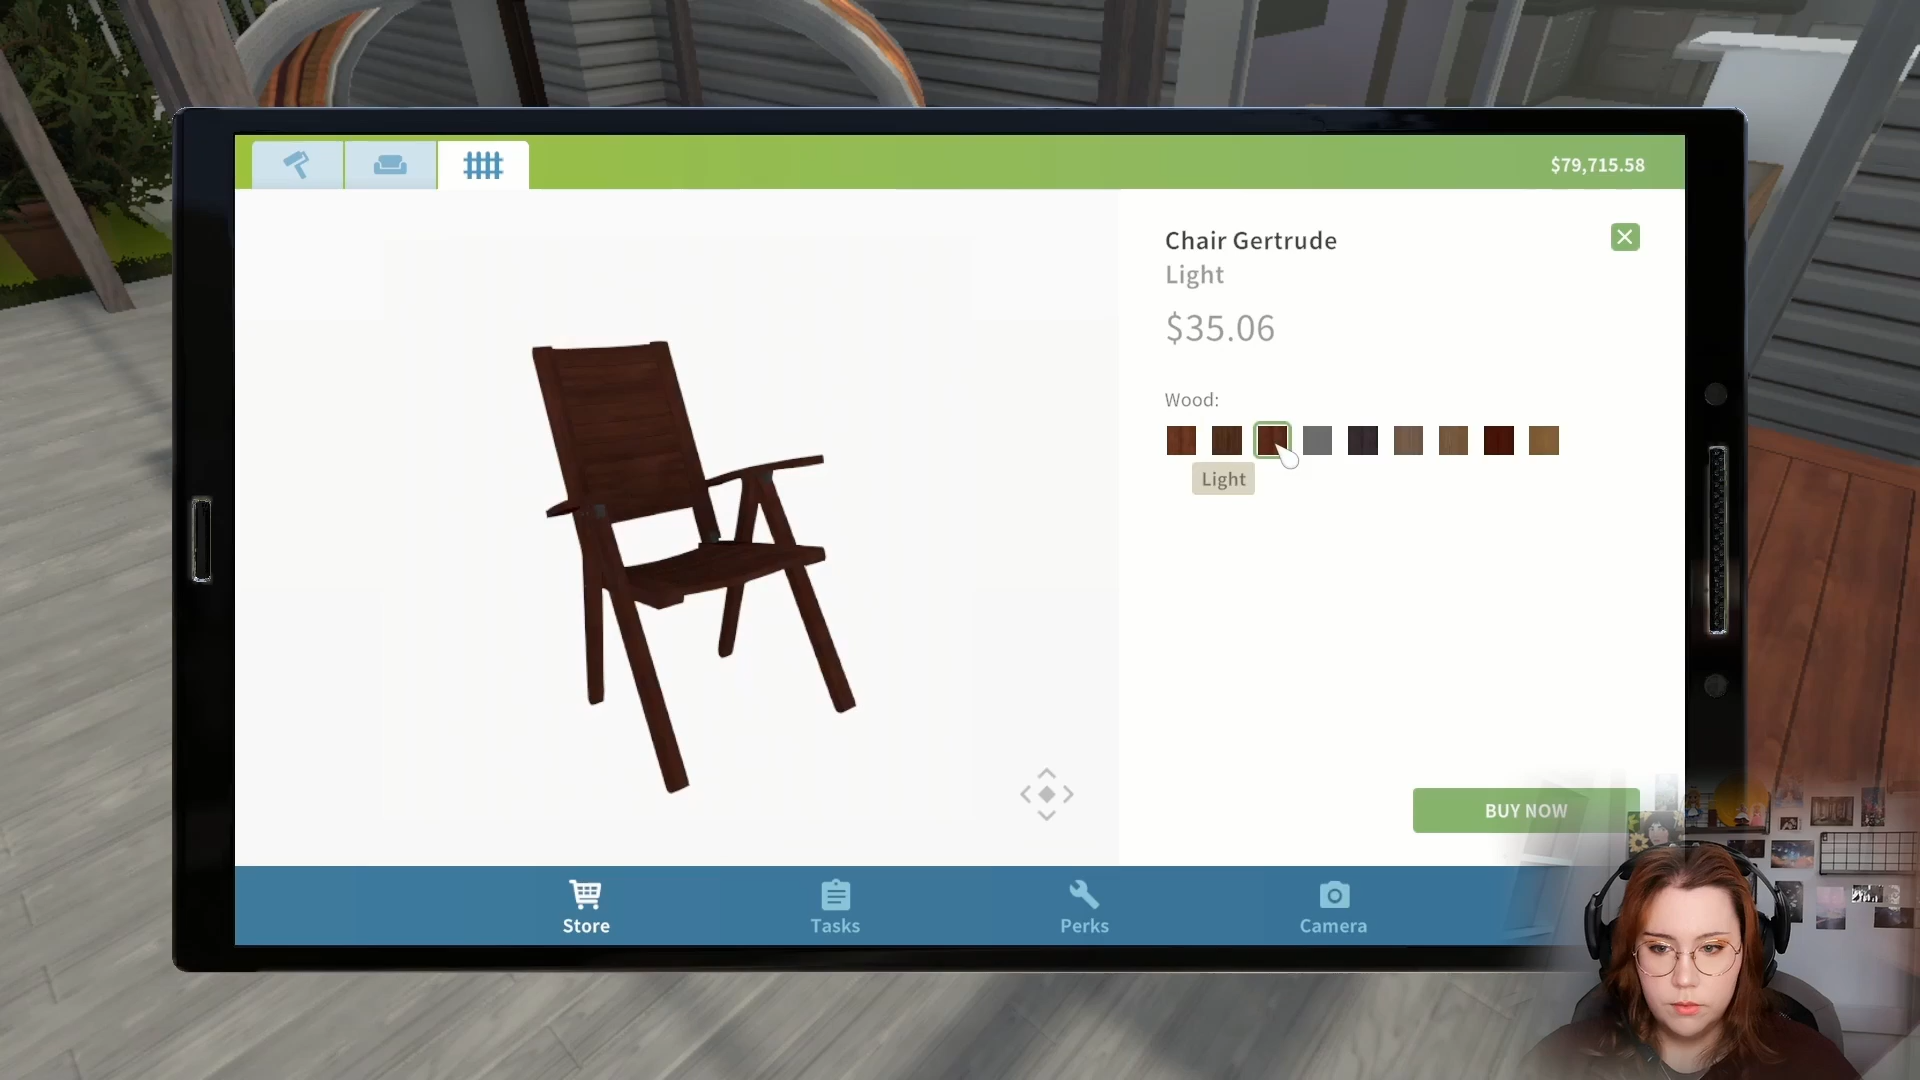 $79,715.58
Chair Gertrude
Light
$35.06
Wood:
Light
BUY NOW
Store
Tasks
Perks
Camera